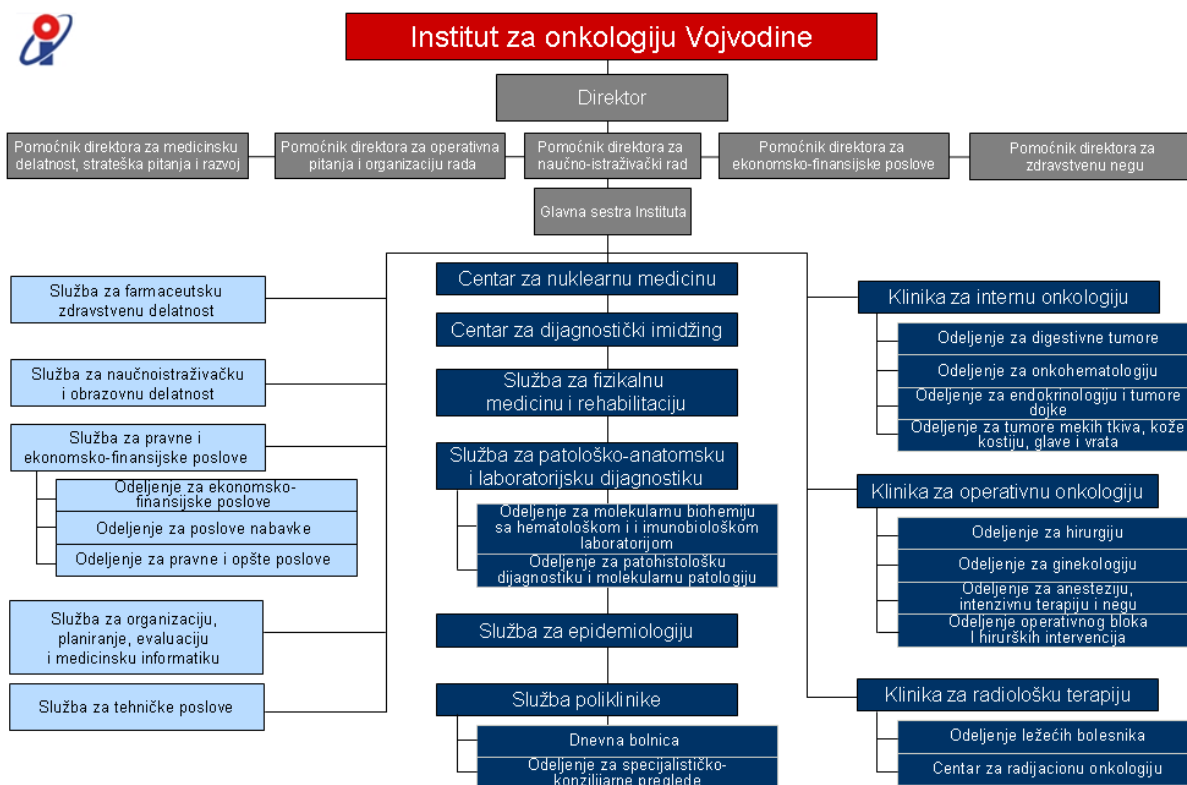 Institut za onkologiju Vojvodine
Direktor
Pomoćnik direktora za medicinsku
delatnost, strateška pitanja i razvoj
Pomoćnik direktora za operativna
pitanja i organizaciju rada
Pomoćnik direktora za
naučno-istraživački rad
Pomoćnik direktora za
ekonomsko-finansijske poslove
Pomoćnik direktora za
zdravstvenu negu
Glavna sestra Instituta
Služba za farmaceutsku
zdravstvenu delatnost
Služba za naučnoistraživačku
i obrazovnu delatnost
Služba za pravne i
ekonomsko-finansijske poslove
Odeljenje za ekonomsko-
finansijske poslove
Odeljenje za poslove nabavke
Odeljenje za pravne i opšte poslove
Služba za organizaciju,
planiranje, evaluaciju
i medicinsku informatiku
Služba za tehničke poslove
Centar za nuklearnu medicinu
Centar za dijagnostički imidžing
Služba za fizikalnu
medicinu i rehabilitaciju
Služba za patološko-anatomsku
i laboratorijsku dijagnostiku
Odeljenje za molekularnu biohemiju
sa hematološkom i i imunobiološkom
laboratorijom
Odeljenje za patohistološku
dijagnostiku i molekularnu patologiju
Služba za epidemiologiju
Služba poliklinike
Dnevna bolnica
Odeljenje za specijalističko-
konzilijarne preglede
Klinika za internu onkologiju
Odeljenje za digestivne tumore
Odeljenje za onkohematologiju
Odeljenje za endokrinologiju i tumore
dojke
Odeljenje za tumore mekih tkiva, kože
kostiju, glave i vrata
Klinika za operativnu onkologiju
Odeljenje za hirurgiju
Odeljenje za ginekologiju
Odeljenje za anesteziju,
intenzivnu terapiju i negu
Odeljenje operativnog bloka
I hirurških intervencija
Klinika za radiološku terapiju
Odeljenje ležećih bolesnika
Centar za radijacionu onkologiju